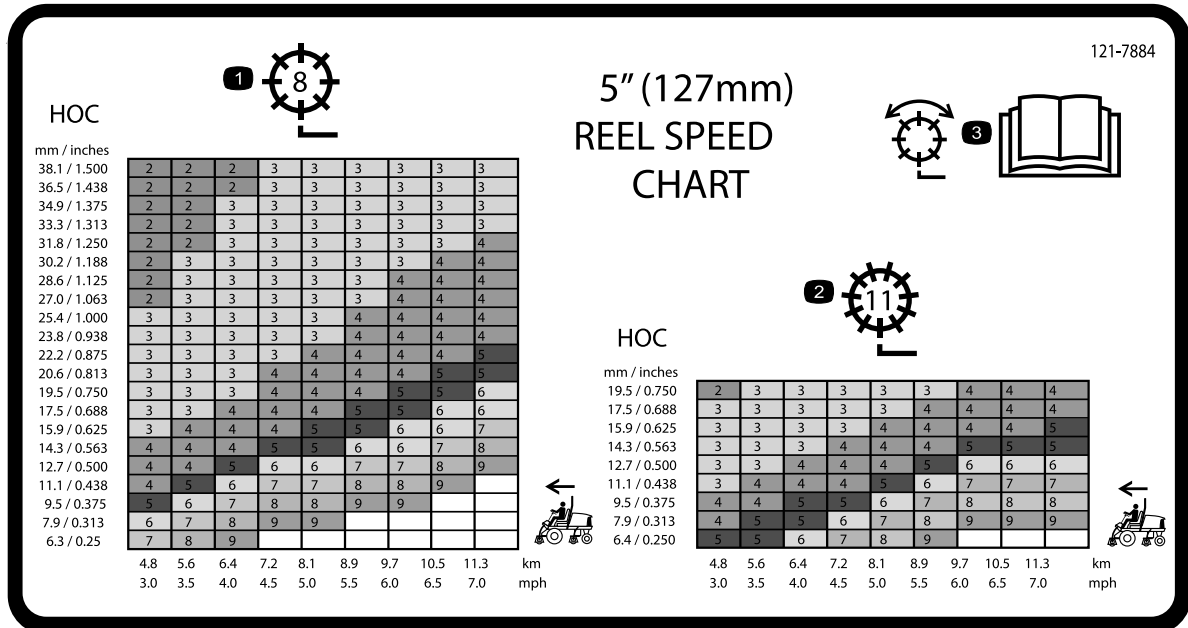 121-7884
5" (127mm)
REEL SPEED
CHART
1
8
HOC
mm / inches
38.1 / 1.500 2 2 2 3 3 3 3 3 3
36.5 / 1.438 2 2 2 3 3 3 3 3 3
34.9 / 1.375 2 2 3 3 3 3 3 3 3
33.3 / 1.313 2 2 3 3 3 3 3 3 3
31.8 / 1.250 2 2 3 3 3 3 3 3 4
30.2 / 1.188 2 3 3 3 3 3 3 4 4
28.6 / 1.125 2 3 3 3 3 3 4 4 4
27.0 / 1.063 2 3 3 3 3 3 4 4 4
25.4 / 1.000 3 3 3 3 3 4 4 4 4
23.8 / 0.938 3 3 3 3 3 4 4 4 4
22.2 / 0.875 3 3 3 3 4 4 4 4 5
20.6 / 0.813 3 3 3 4 4 4 4 5 5
19.5 / 0.750 3 3 3 4 4 4 5 5 6
17.5 / 0.688 3 3 4 4 4 5 5 6 6
15.9 / 0.625 3 4 4 4 5 5 6 6 7
14.3 / 0.563 4 4 4 5 5 6 6 7 8
12.7 / 0.500 4 4 5 6 6 7 7 8 9
11.1 / 0.438 4 5 6 7 7 8 8 9
9.5 / 0.375 5 6 7 8 8 9 9
7.9 / 0.313 6 7 8 9 9
6.3 / 0.25 7 8 9
4.8 5.6 6.4 7.2 8.1 8.9 9.7 10.5 11.3 km
3.0 3.5 4.0 4.5 5.0 5.5 6.0 6.5 7.0 mph
3
2
11
HOC
mm / inches
19.5 / 0.750 2 3 3 3 3 3 4 4 4
17.5 / 0.688 3 3 3 3 3 4 4 4 4
15.9 / 0.625 3 3 3 3 4 4 4 4 5
14.3 / 0.563 3 3 3 4 4 4 5 5 5
12.7 / 0.500 3 3 4 4 4 5 6 6 6
11.1 / 0.438 3 4 4 4 5 6 7 7 7
9.5 / 0.375 4 4 5 5 6 7 8 8 8
7.9 / 0.313 4 5 5 6 7 8 9 9 9
6.4 / 0.250 5 5 6 7 8 9
4.8 5.6 6.4 7.2 8.1 8.9 9.7 10.5 11.3 km
3.0 3.5 4.0 4.5 5.0 5.5 6.0 6.5 7.0 mph